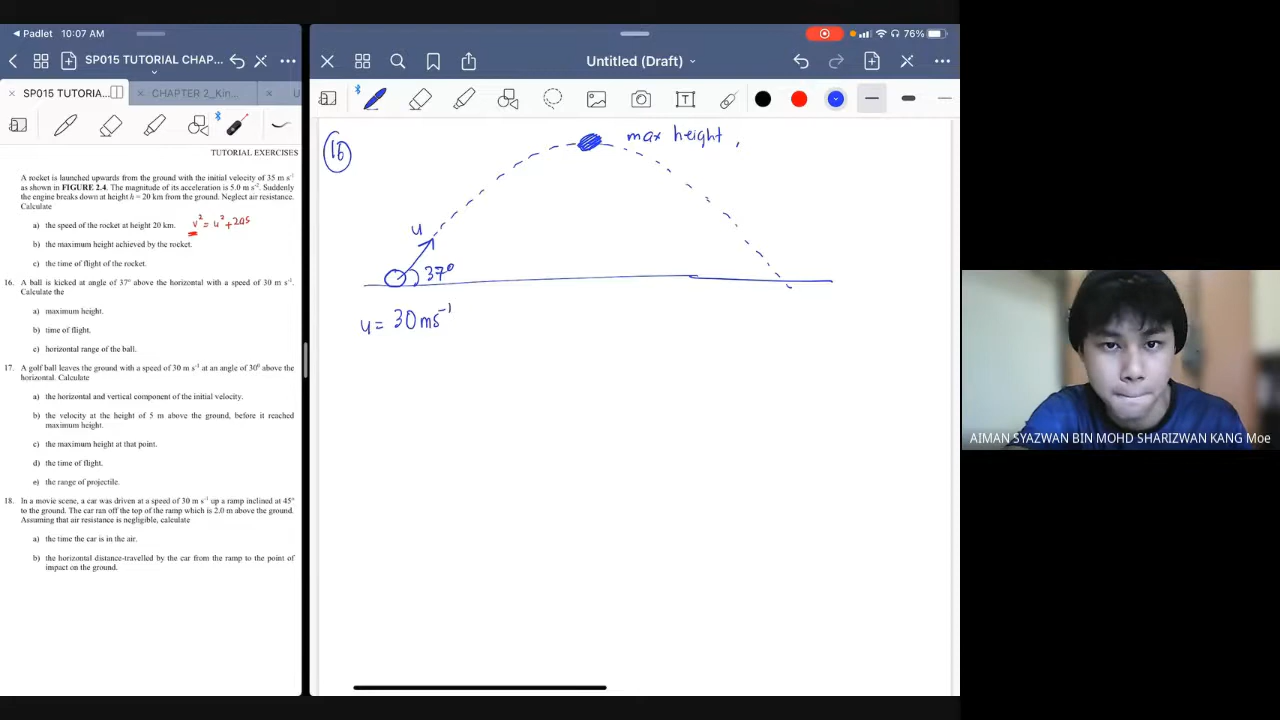 Padlet 10:07 AM
76%
SP015 TUTORIAL CHAP...
Untitled (Draft)
SP015 TUTORIA...
CHAPTER 2_Kin...
U
TUTORIAL EXERCISES
A rocket is launched upwards from the ground with the initial velocity of 35 m s⁻¹
as shown in FIGURE 2.4. The magnitude of its acceleration is 5.0 m s⁻². Suddenly
the engine breaks down at height h = 20 km from the ground. Neglect air resistance.
Calculate
a) the speed of the rocket at height 20 km. v² = u² + 2as
b) the maximum height achieved by the rocket.
c) the time of flight of the rocket.
16. A ball is kicked at angle of 37° above the horizontal with a speed of 30 m s⁻¹.
Calculate the
a) maximum height.
b) time of flight.
c) horizontal range of the ball.
17. A golf ball leaves the ground with a speed of 30 m s⁻¹ at an angle of 30⁰ above the
horizontal. Calculate
a) the horizontal and vertical component of the initial velocity.
b) the velocity at the height of 5 m above the ground, before it reached
maximum height.
c) the maximum height at that point.
d) the time of flight.
e) the range of projectile.
18. In a movie scene, a car was driven at a speed of 30 m s⁻¹ up a ramp inclined at 45°
to the ground. The car ran off the top of the ramp which is 2.0 m above the ground.
Assuming that air resistance is negligible, calculate
a) the time the car is in the air.
b) the horizontal distance-travelled by the car from the ramp to the point of
impact on the ground.
16
max height,
u
37°
u = 30ms⁻¹
AIMAN SYAZWAN BIN MOHD SHARIZWAN KANG Moe